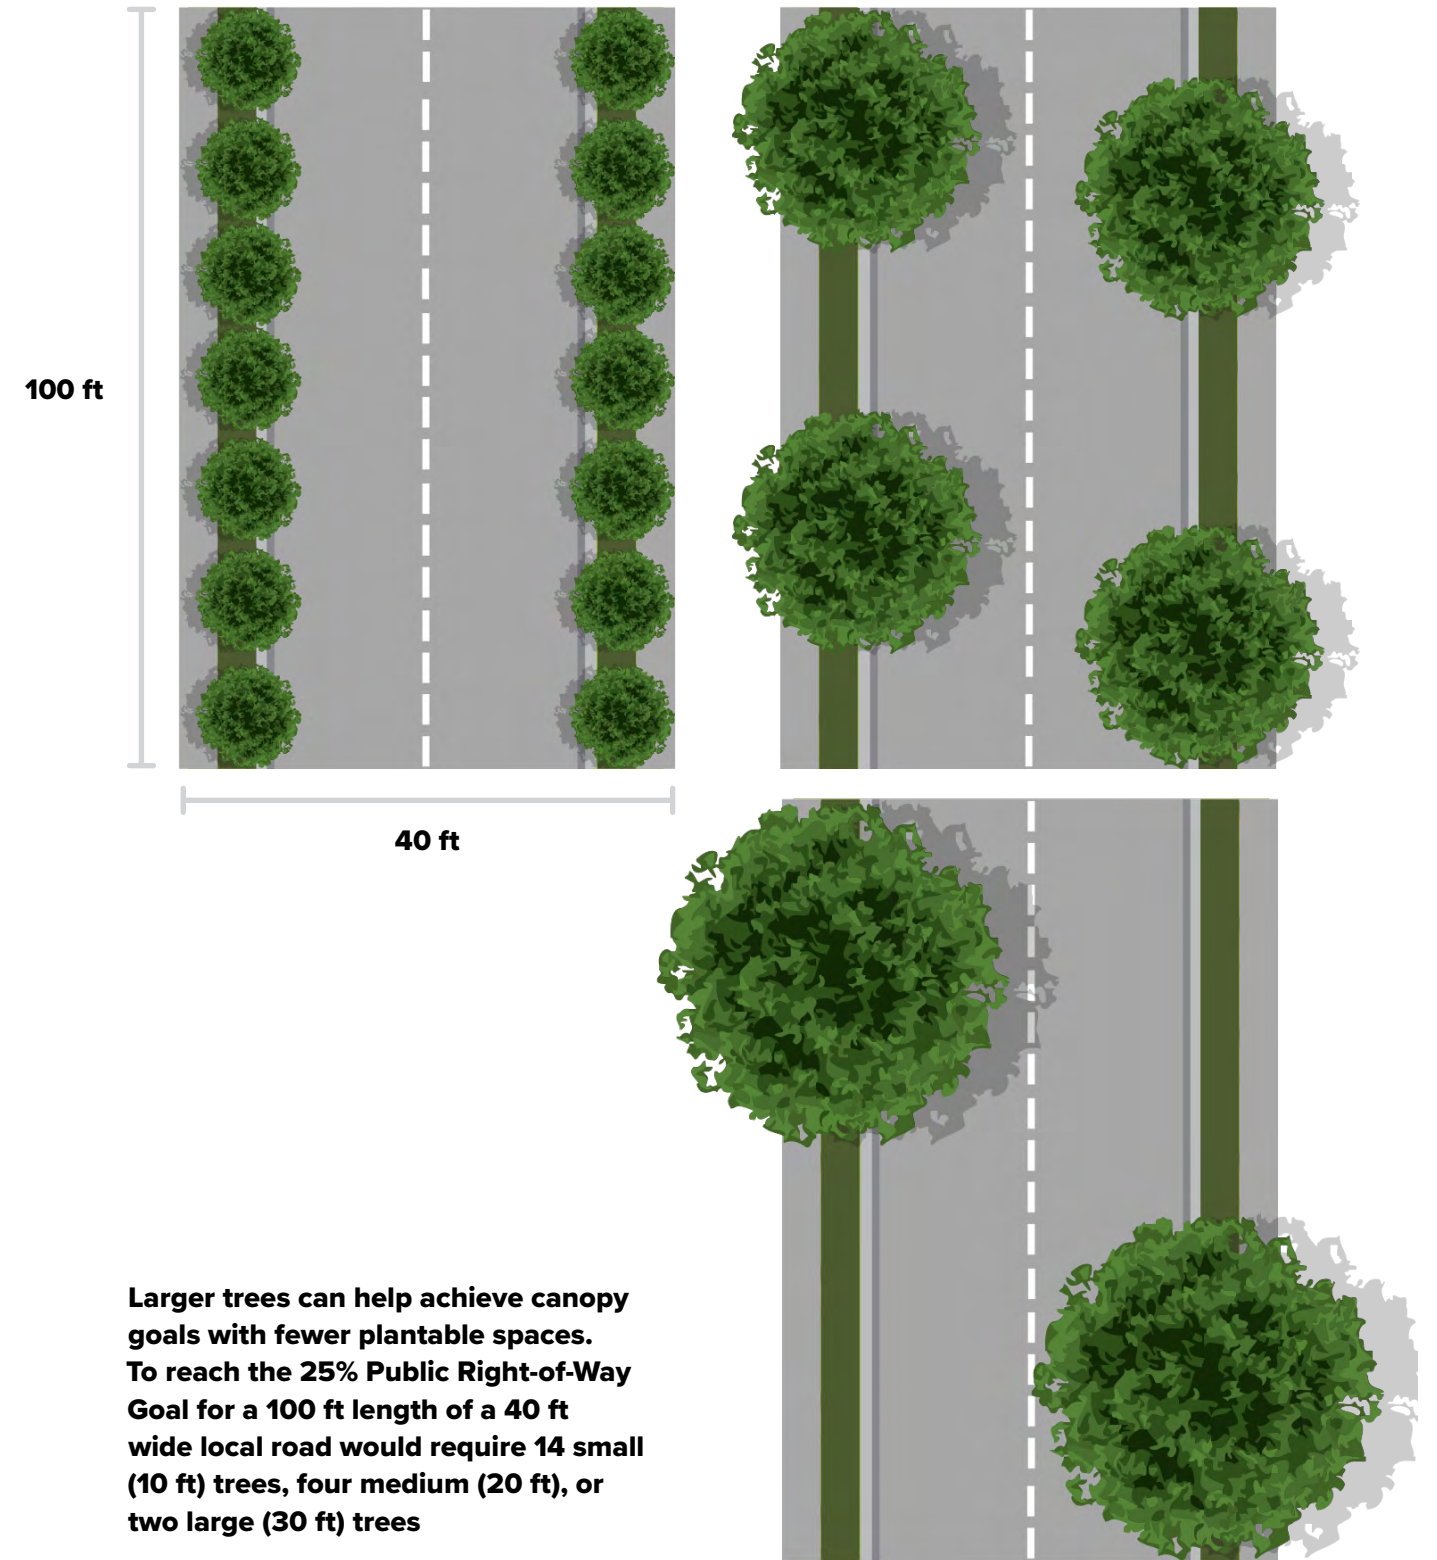 100 ft
40 ft
Larger trees can help achieve canopy
goals with fewer plantable spaces.
To reach the 25% Public Right-of-Way
Goal for a 100 ft length of a 40 ft
wide local road would require 14 small
(10 ft) trees, four medium (20 ft), or
two large (30 ft) trees